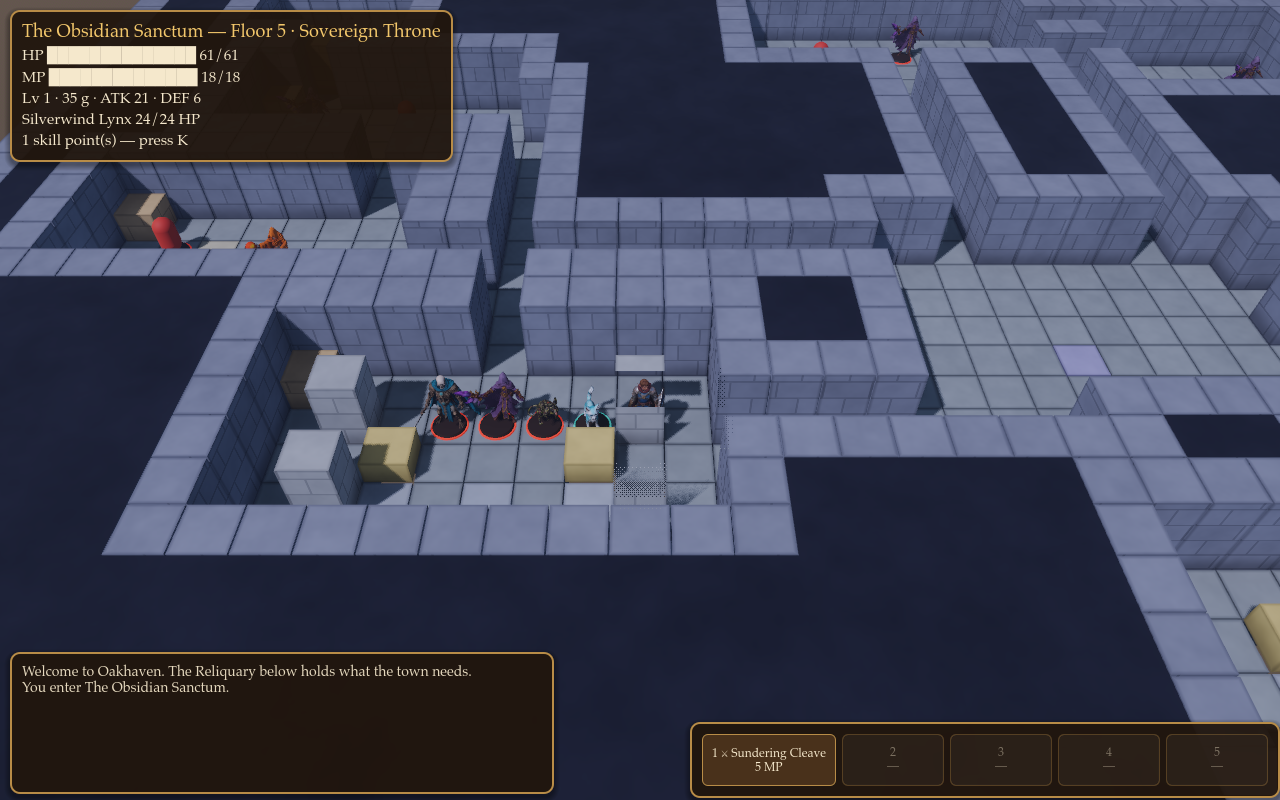 The Obsidian Sanctum — Floor 5 · Sovereign Throne
HP 61/61
MP 18/18
Lv 1 · 35 g · ATK 21 · DEF 6
Silverwind Lynx 24/24 HP
1 skill point(s) — press K
Welcome to Oakhaven. The Reliquary below holds what the town needs.
You enter The Obsidian Sanctum.
1 ⚔ Sundering Cleave
5 MP
2
—
3
—
4
—
5
—